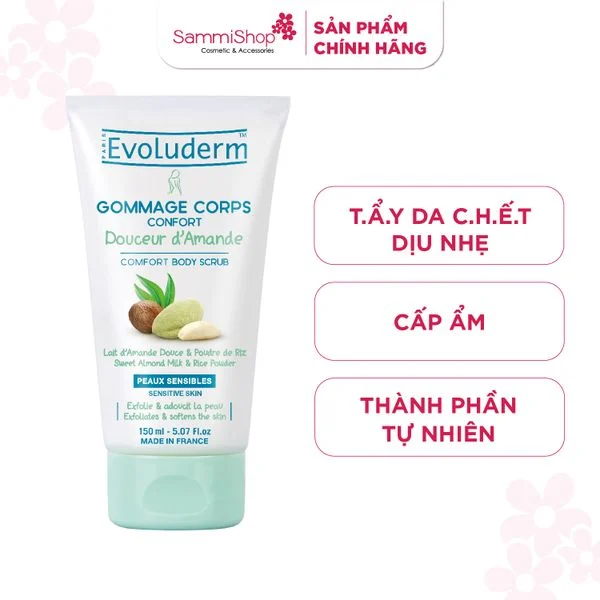 SammiShop
Cosmetic & Accessories
SẢN PHẨM
CHÍNH HÃNG
PARIS
Evoluderm™
GOMMAGE CORPS
CONFORT
Douceur d'Amande
COMFORT BODY SCRUB
Lait d'Amande Douce & Poudre de Riz
Sweet Almond Milk & Rice Powder
PEAUX SENSIBLES
SENSITIVE SKIN
Exfolie & adoucit la peau
Exfoliates & softens the skin
150 ml - 5.07 Fl.oz
MADE IN FRANCE
T.Ẩ.Y DA C.H.Ế.T
DỊU NHẸ
CẤP ẨM
THÀNH PHẦN
TỰ NHIÊN